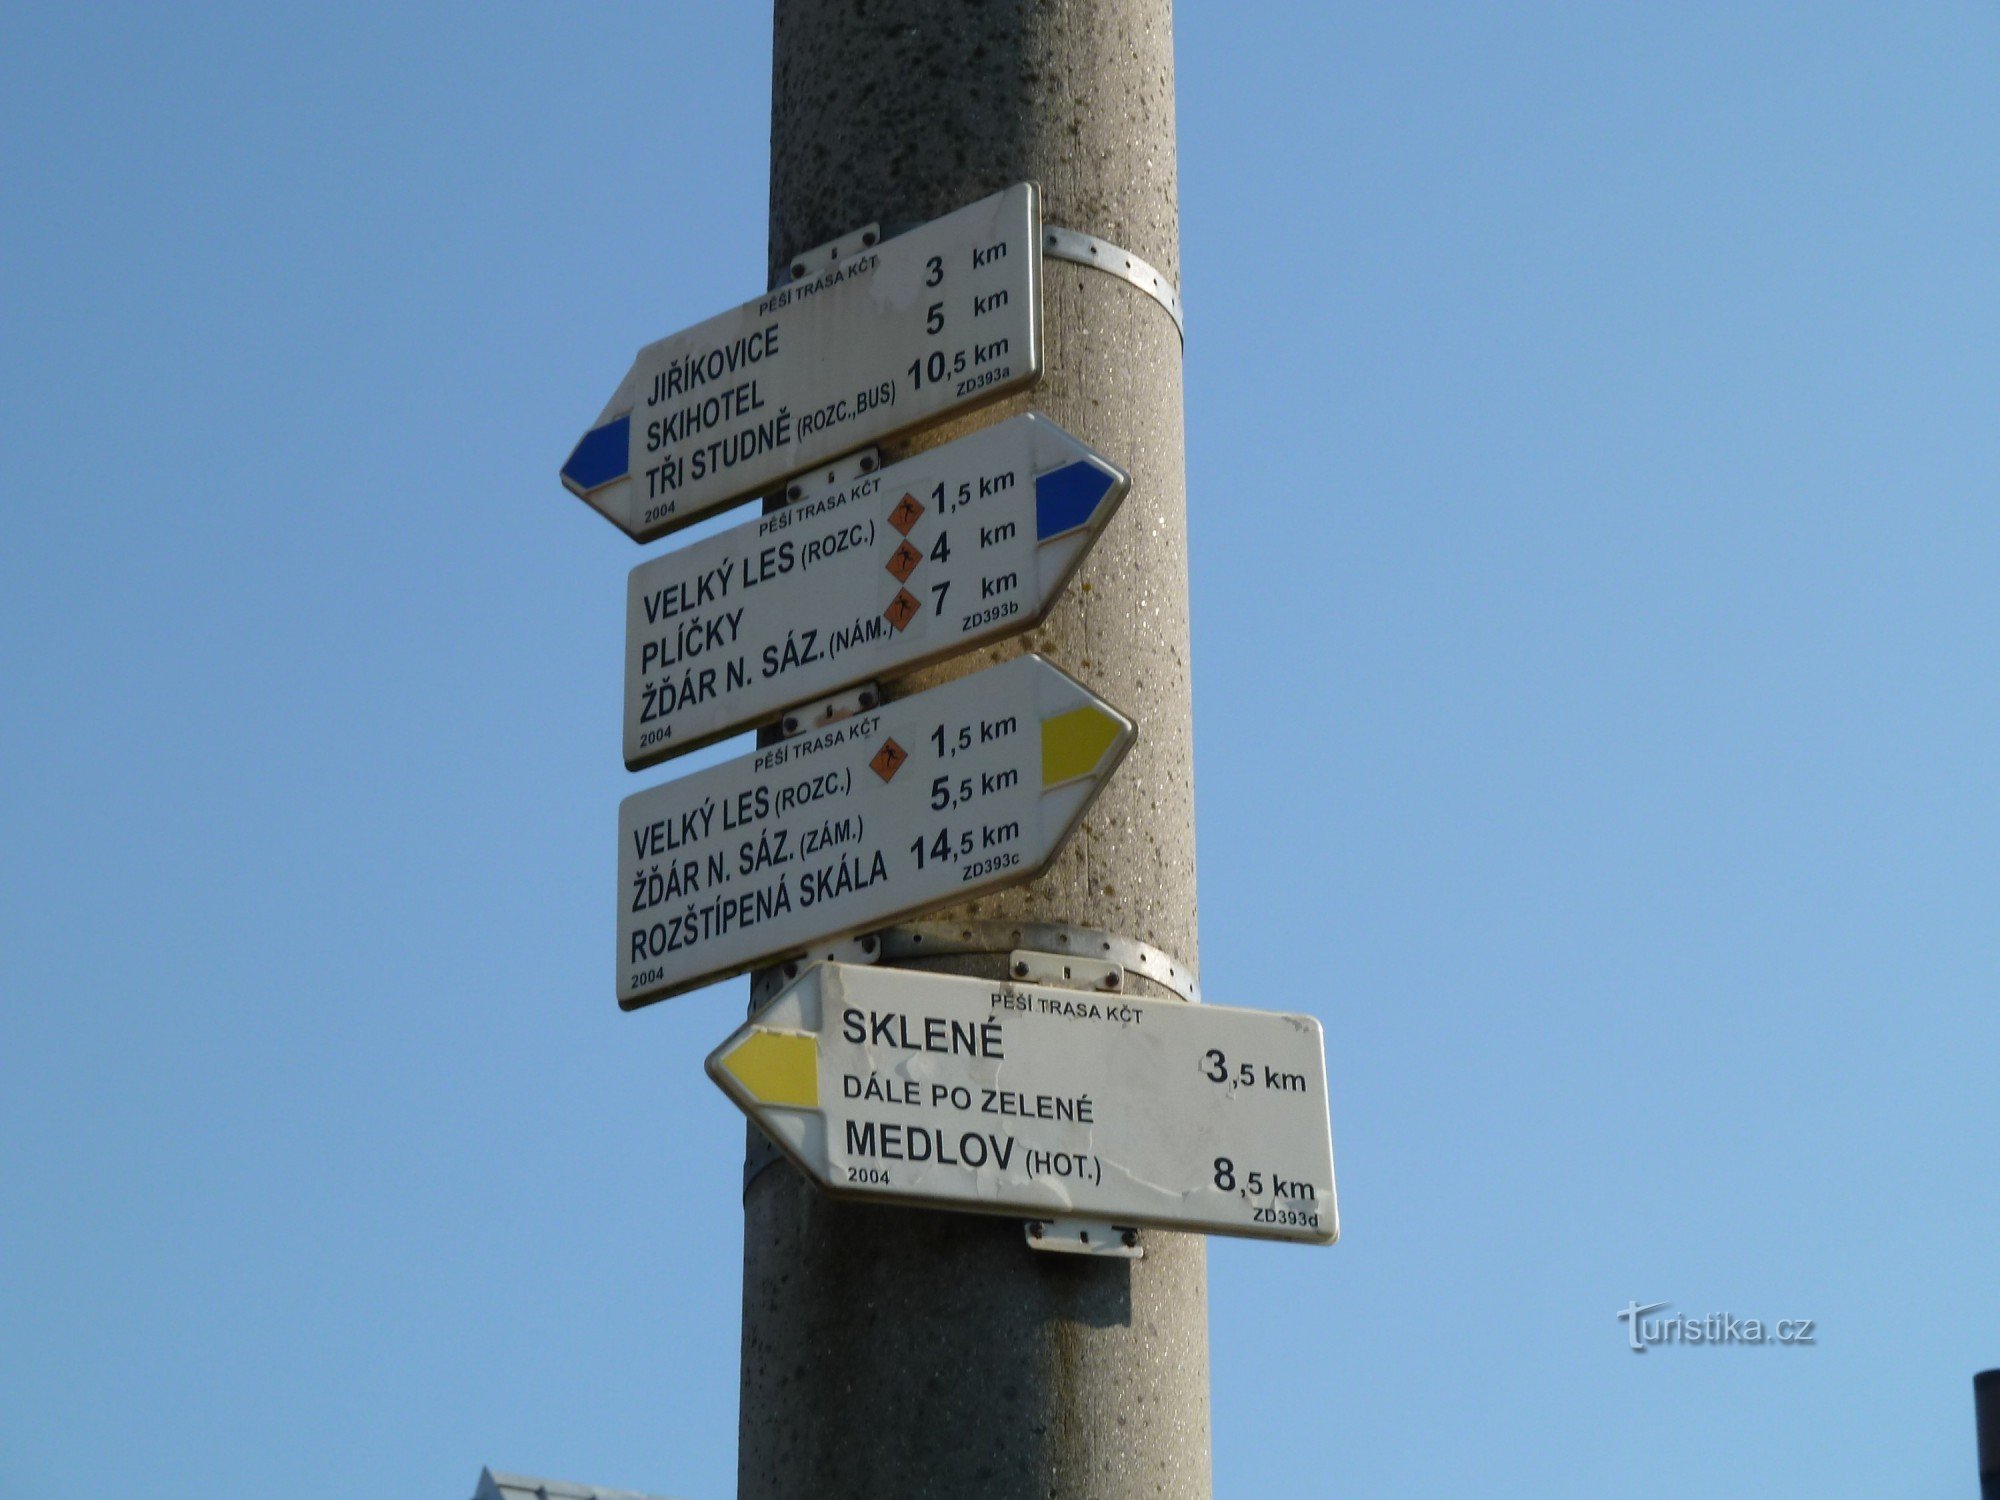 PĚŠÍ TRASA KČT
JIŘÍKOVICE 3 km
SKIHOTEL 5 km
TŘI STUDNĚ (ROZC.,BUS) 10,5 km
2004 ZD393a
PĚŠÍ TRASA KČT
VELKÝ LES (ROZC.) 1,5 km
PLÍČKY 4 km
ŽĎÁR N. SÁZ. (NÁM.) 7 km
2004 ZD393b
PĚŠÍ TRASA KČT
VELKÝ LES (ROZC.) 1,5 km
ŽĎÁR N. SÁZ. (ZÁM.) 5,5 km
ROZŠTÍPENÁ SKÁLA 14,5 km
2004 ZD393c
PĚŠÍ TRASA KČT
SKLENÉ 3,5 km
DÁLE PO ZELENÉ
MEDLOV (HOT.) 8,5 km
2004 ZD393d
Turistika.cz